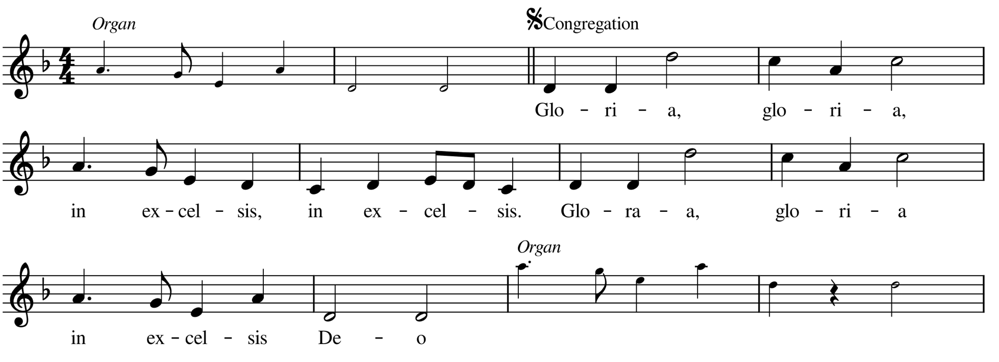 Organ Congregation
Glo - ri - a, glo - ri - a,
in ex - cel - sis, in ex - cel - sis. Glo - ra - a, glo - ri - a
Organ
in ex - cel - sis De - o